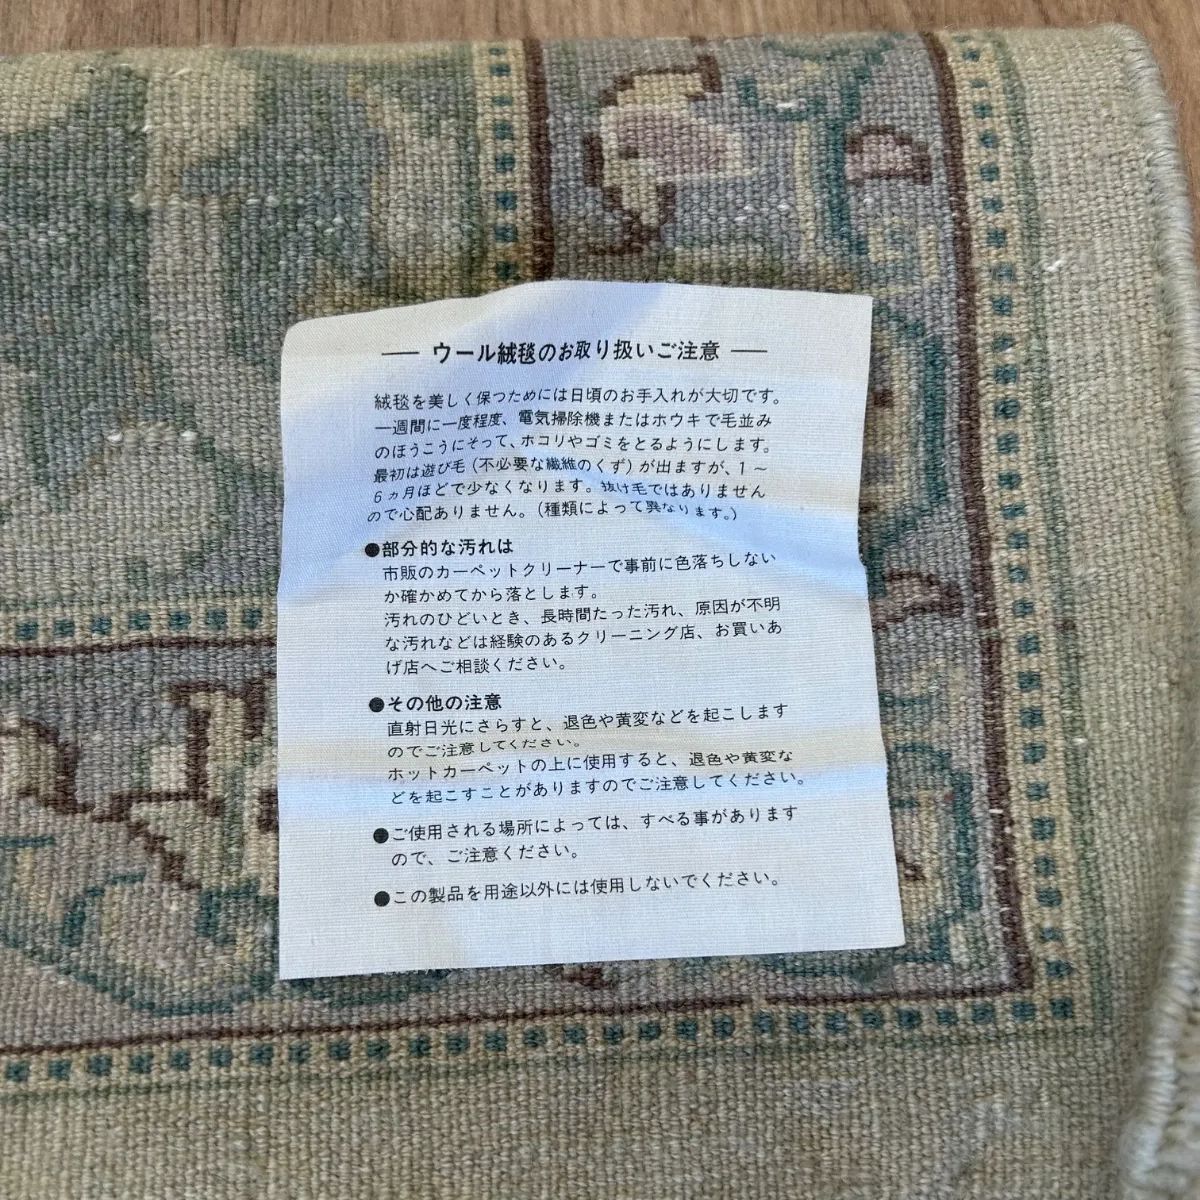 ― ウール絨毯のお取り扱いご注意 ―
絨毯を美しく保つためには日頃のお手入れが大切です。
一週間に一度程度、電気掃除機またはホウキで毛並み
のほうこうにそって、ホコリやゴミをとるようにします。
最初は遊び毛(不必要な繊維のくず)が出ますが、1~
6ヵ月ほどで少なくなります。抜け毛ではありません
ので心配ありません。(種類によって異なります。)
●部分的な汚れは
市販のカーペットクリーナーで事前に色落ちしない
か確かめてから落とします。
汚れのひどいとき、長時間たった汚れ、原因が不明
な汚れなどは経験のあるクリーニング店、お買いあ
げ店へご相談ください。
●その他の注意
直射日光にさらすと、退色や黄変などを起こします
のでご注意してください。
ホットカーペットの上に使用すると、退色や黄変な
どを起こすことがありますのでご注意してください。
●ご使用される場所によっては、すべる事があります
ので、ご注意ください。
●この製品を用途以外には使用しないでください。